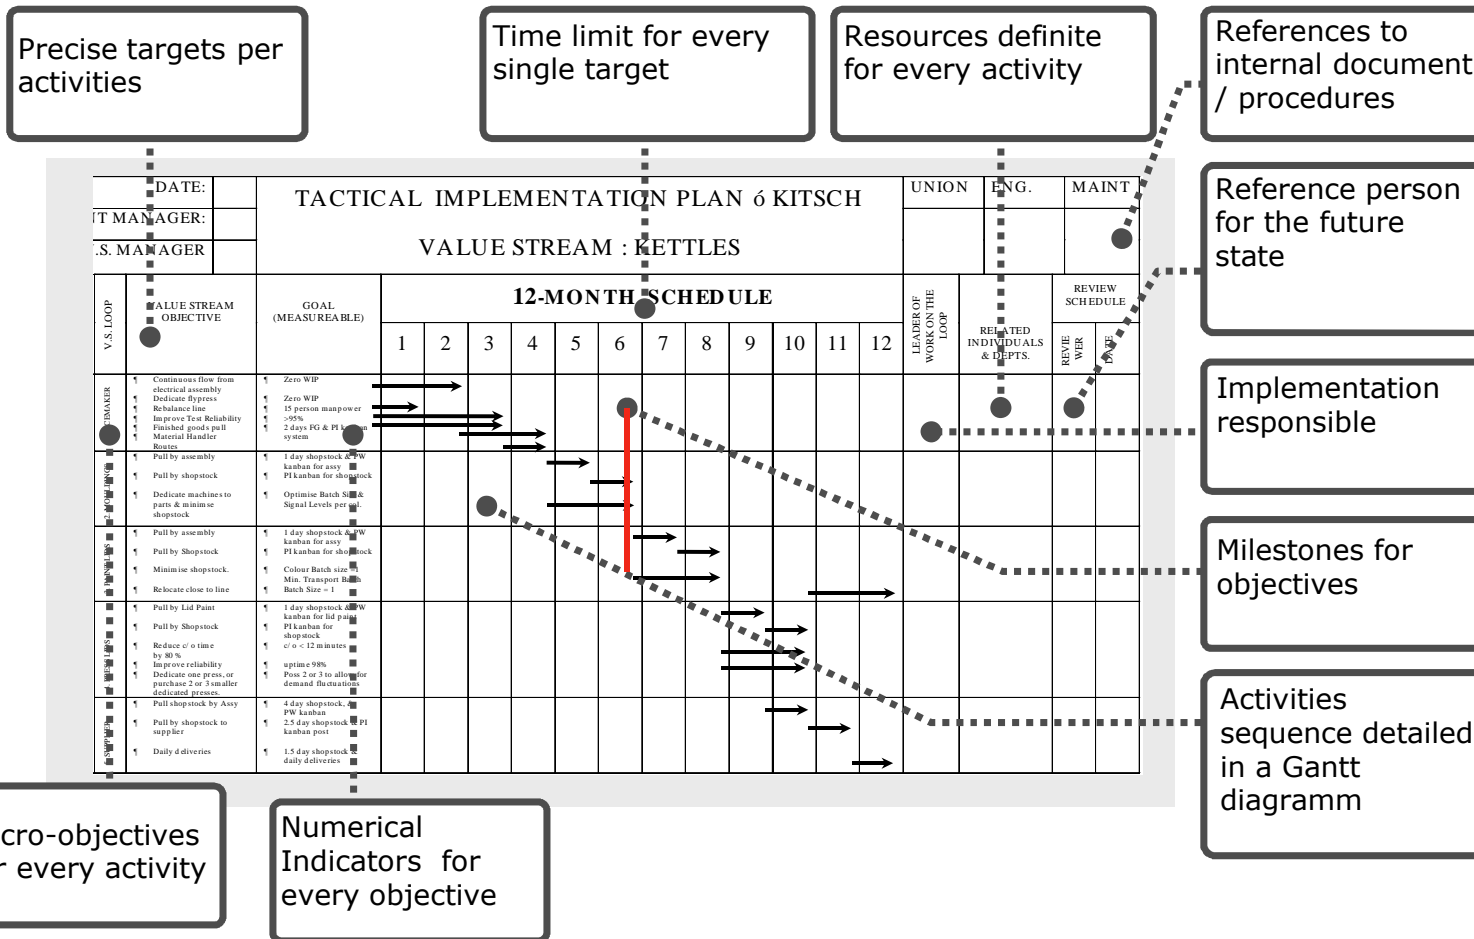 Precise targets per
activities
Time limit for every
single target
Resources definite
for every activity
References to
internal document
/ procedures
Reference person
for the future
state
Implementation
responsible
Milestones for
objectives
Activities
sequence detailed
in a Gantt
diagramm
cro-objectives
r every activity
Numerical
Indicators for
every objective
DATE:
NT MANAGER:
.S. MANAGER
TACTICAL IMPLEMENTATION PLAN ó KITSCH
VALUE STREAM : KETTLES
UNION
ENG.
MAINT
V.S. LOOP
VALUE STREAM
OBJECTIVE
GOAL
(MEASUREABLE)
12-MONTH SCHEDULE
1 2 3 4 5 6 7 8 9 10 11 12
LEADER OF
WORK ON THE
LOOP
RELATED
INDIVIDUALS
& DEPTS.
REVIEW
SCHEDULE
REVIE
WER
DATE
CEMAKER
¶ Continuous flow from
electrical assembly
¶ Dedicate flypress
¶ Rebalance line
¶ Improve Test Reliability
¶ Finished goods pull
¶ Material Handler
Routes
¶ Zero WIP
¶ Zero WIP
¶ 15 person manpower
¶ >95%
¶ 2 days FG & PI kanban
system
¶ Pull by assembly
¶ Pull by shopstock
¶ Dedicate machines to
parts & minimse
shopstock
¶ 1 day shopstock & PW
kanban for assy
¶ PI kanban for shopstock
¶ Optimise Batch Size &
Signal Levels per col.
¶ Pull by assembly
¶ Pull by Shopstock
¶ Minimise shopstock.
¶ Relocate close to line
¶ 1 day shopstock & PW
kanban for assy
¶ PI kanban for shopstock
¶ Colour Batch size =1
Min. Transport Batch
¶ Batch Size = 1
¶ Pull by Lid Paint
¶ Pull by Shopstock
¶ Reduce c/ o time
by 80 %
¶ Improve reliability
¶ Dedicate one press, or
purchase 2 or 3 smaller
dedicated presses.
¶ 1 day shopstock & PW
kanban for lid paint
¶ PI kanban for
shopstock
¶ c/ o < 12 minutes
¶ uptime 98%
¶ Poss 2 or 3 to allow for
demand fluctuations
SUPPLIER
¶ Pull shopstock by Assy
¶ Pull by shopstock to
supplier
¶ Daily deliveries
¶ 4 day shopstock, &
PW kanban
¶ 2.5 day shopstock & PI
kanban post
¶ 1.5 day shopstock &
daily deliveries